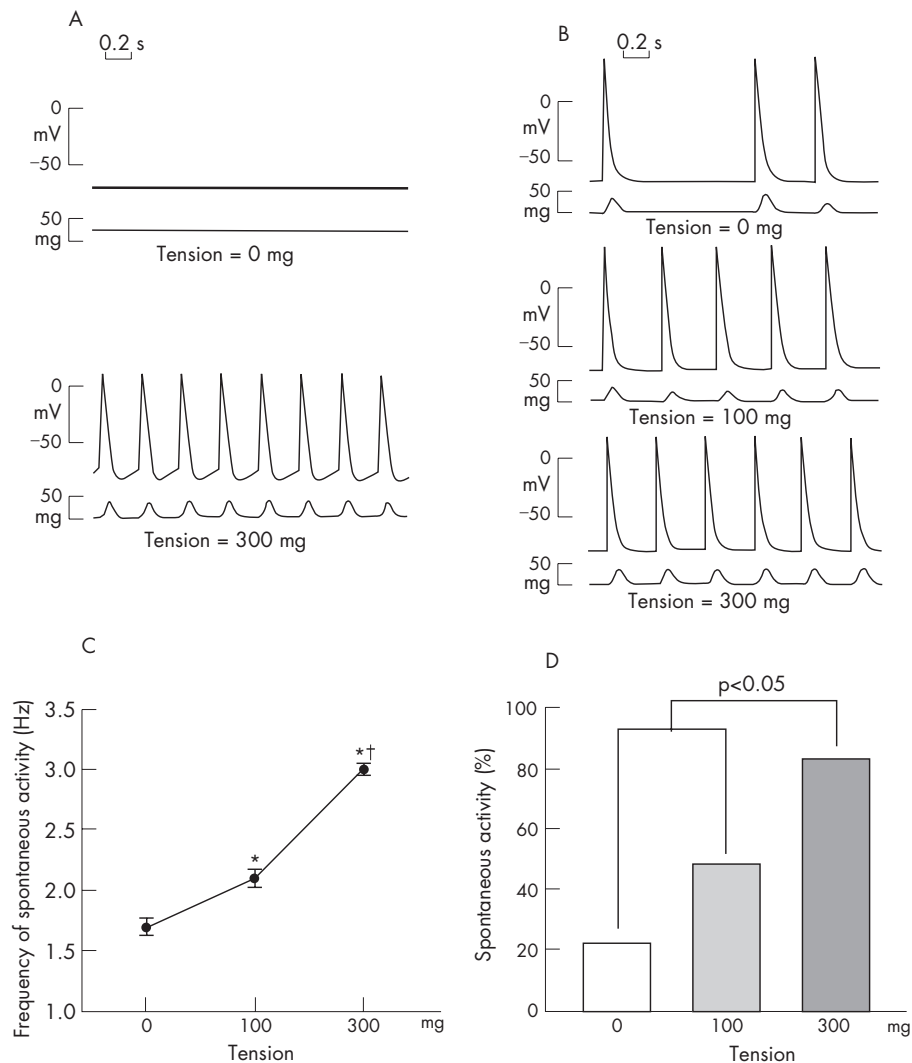 A
0.2 s
0
mV
−50
50
mg
Tension = 0 mg
0
mV
−50
50
mg
Tension = 300 mg
B
0.2 s
0
mV
−50
50
mg
Tension = 0 mg
0
mV
−50
50
mg
Tension = 100 mg
0
mV
−50
50
mg
Tension = 300 mg
C
Frequency of spontaneous activity (Hz)
3.5
3.0
2.5
2.0
1.5
1.0
*
*†
0 100 300 mg
Tension
D
p<0.05
Spontaneous activity (%)
100
80
60
40
20
0
0 100 300 mg
Tension